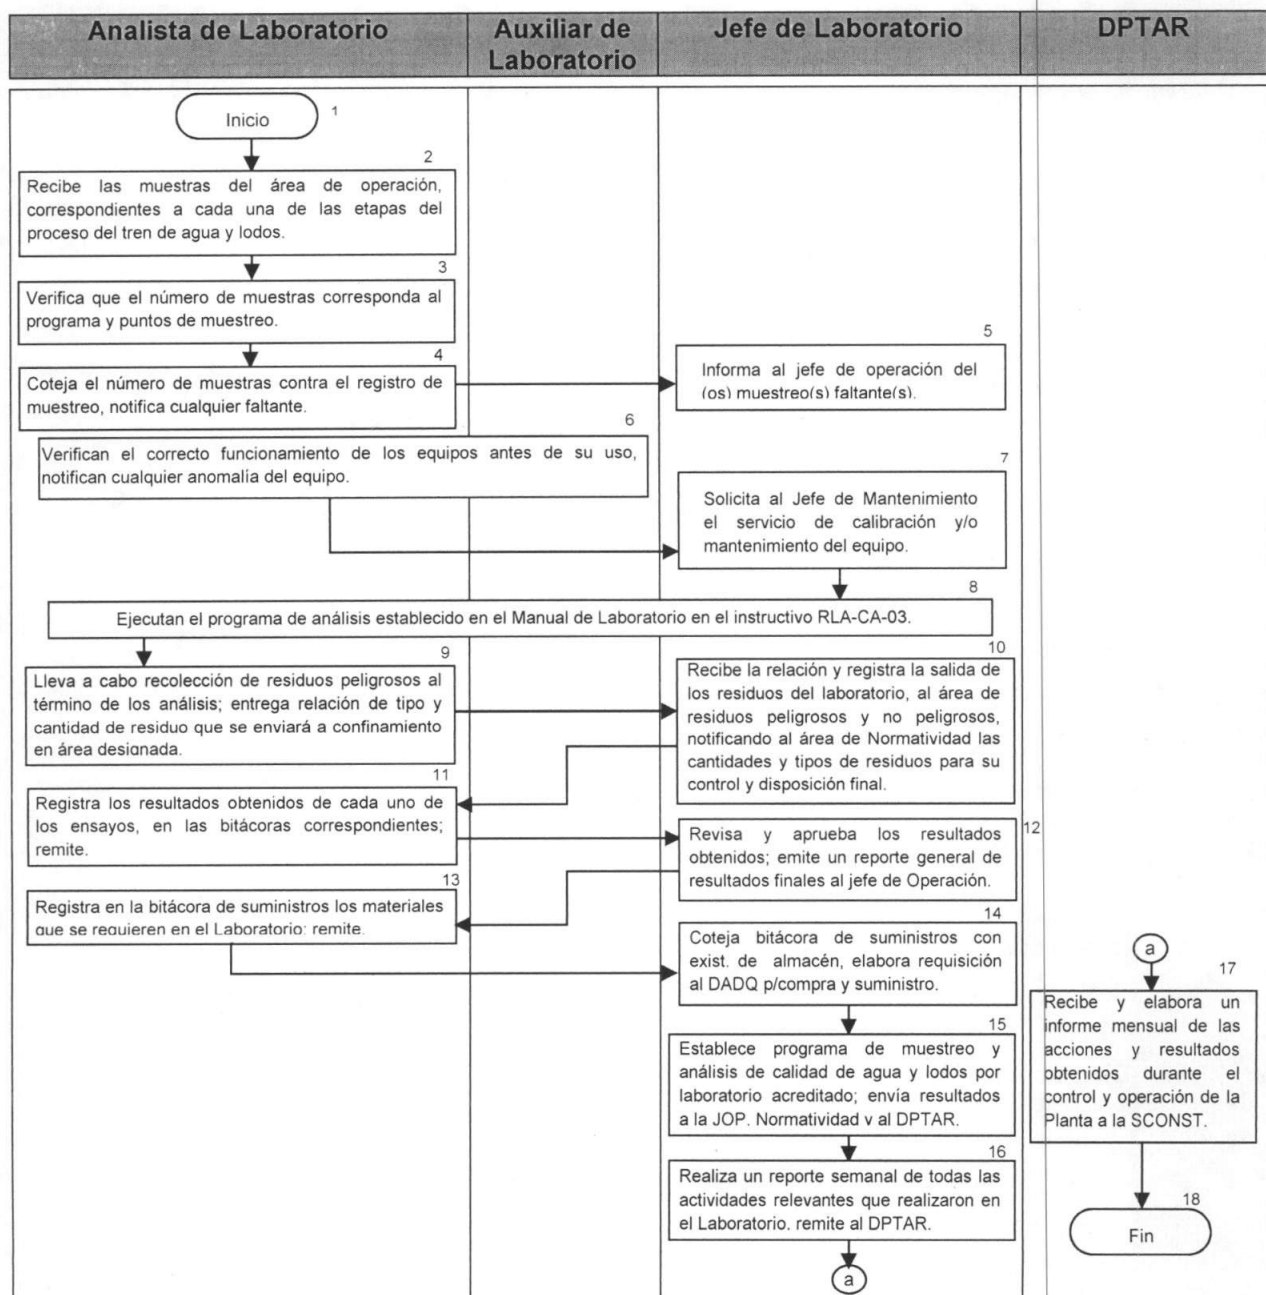 Analista de Laboratorio
Auxiliar de
Laboratorio
Jefe de Laboratorio
DPTAR
Inicio
1
2
Recibe las muestras del área de operación,
correspondientes a cada una de las etapas del
proceso del tren de agua y lodos.
3
Verifica que el número de muestras corresponda al
programa y puntos de muestreo.
4
Coteja el número de muestras contra el registro de
muestreo, notifica cualquier faltante.
5
Informa al jefe de operación del
(os) muestreo(s) faltante(s).
6
Verifican el correcto funcionamiento de los equipos antes de su uso,
notifican cualquier anomalía del equipo.
7
Solicita al Jefe de Mantenimiento
el servicio de calibración y/o
mantenimiento del equipo.
8
Ejecutan el programa de análisis establecido en el Manual de Laboratorio en el instructivo RLA-CA-03.
9
Lleva a cabo recolección de residuos peligrosos al
término de los análisis; entrega relación de tipo y
cantidad de residuo que se enviará a confinamiento
en área designada.
10
Recibe la relación y registra la salida de
los residuos del laboratorio, al área de
residuos peligrosos y no peligrosos,
notificando al área de Normatividad las
cantidades y tipos de residuos para su
control y disposición final.
11
Registra los resultados obtenidos de cada uno de
los ensayos, en las bitácoras correspondientes;
remite.
12
Revisa y aprueba los resultados
obtenidos; emite un reporte general de
resultados finales al jefe de Operación.
13
Registra en la bitácora de suministros los materiales
que se requieren en el Laboratorio; remite.
14
Coteja bitácora de suministros con
exist. de almacén, elabora requisición
al DADQ p/compra y suministro.
15
Establece programa de muestreo y
análisis de calidad de agua y lodos por
laboratorio acreditado; envía resultados
a la JOP. Normatividad y al DPTAR.
16
Realiza un reporte semanal de todas las
actividades relevantes que realizaron en
el Laboratorio. remite al DPTAR.
a
a
17
Recibe y elabora un
informe mensual de las
acciones y resultados
obtenidos durante el
control y operación de la
Planta a la SCONST.
18
Fin